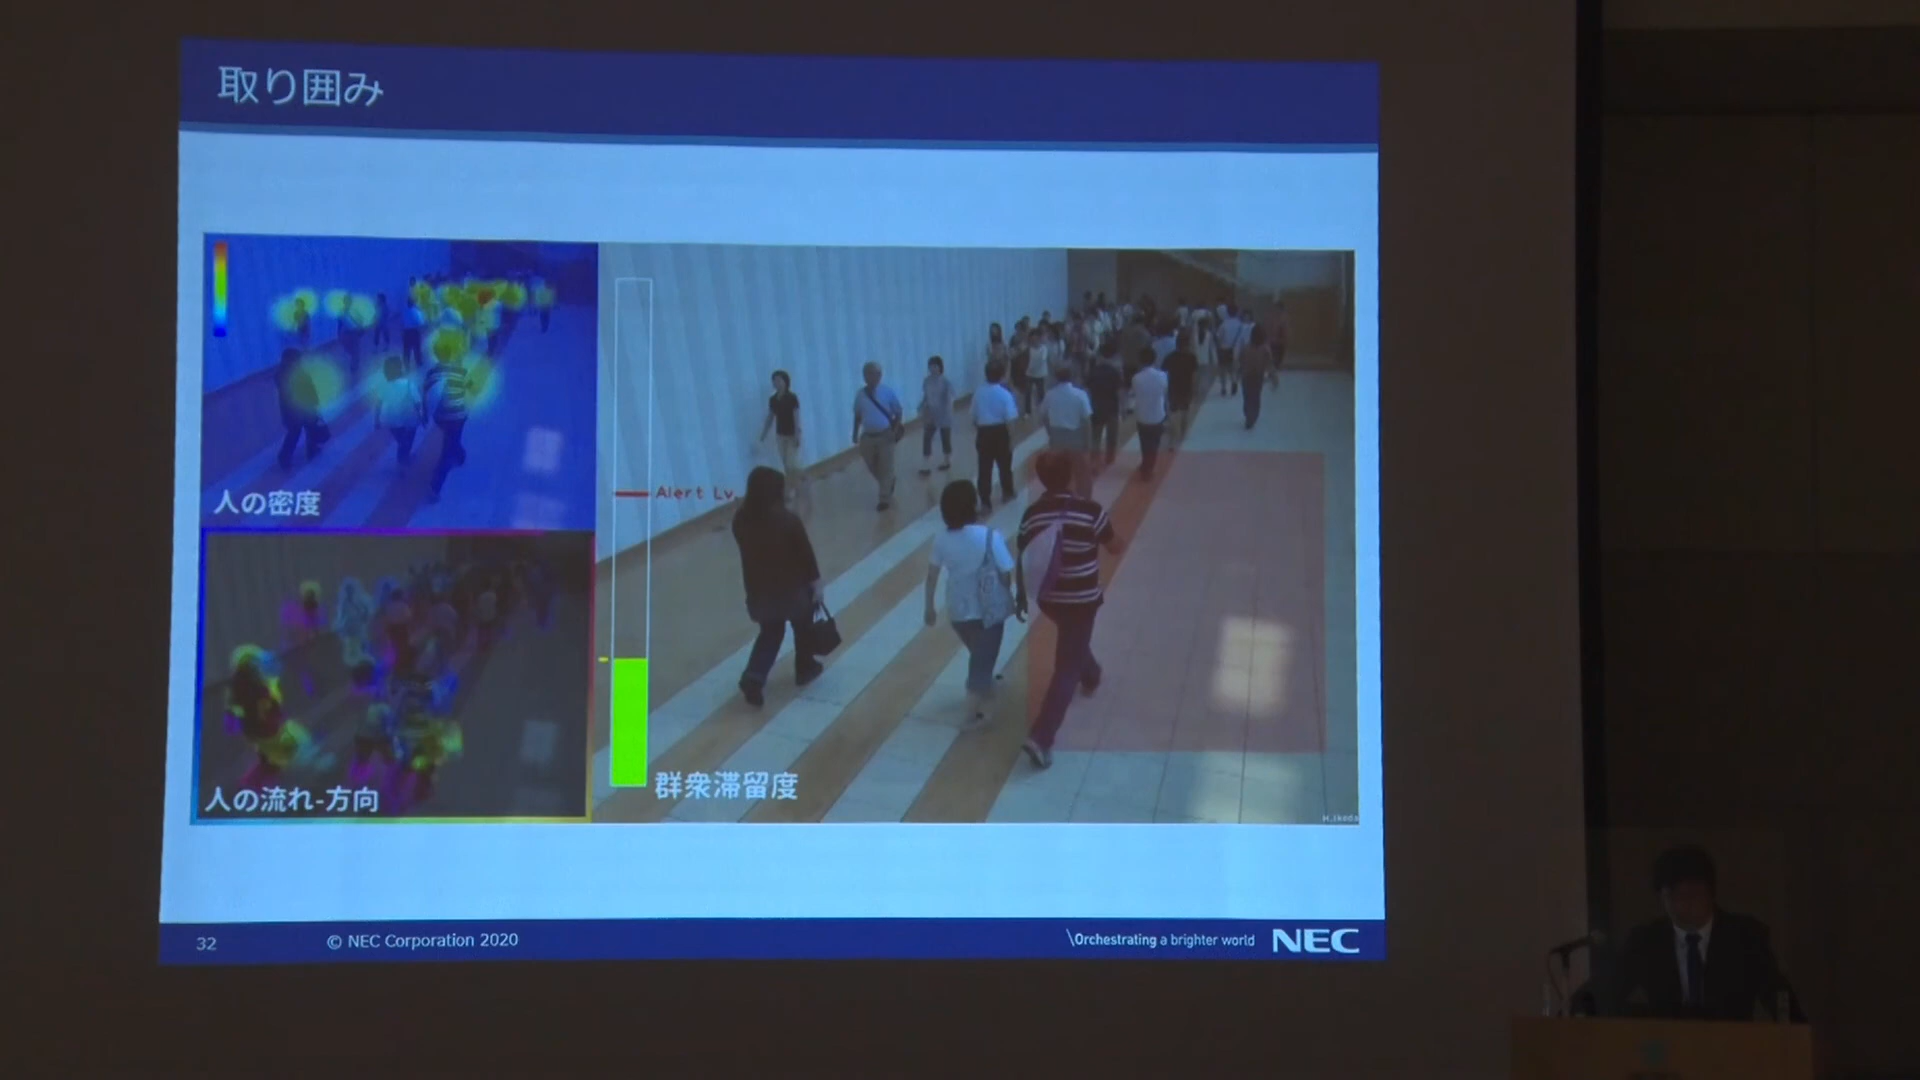 取り囲み
人の密度
Alert Lv.
人の流れ-方向
群衆滞留度
H.Ikeda
32
© NEC Corporation 2020
\Orchestrating a brighter world
NEC